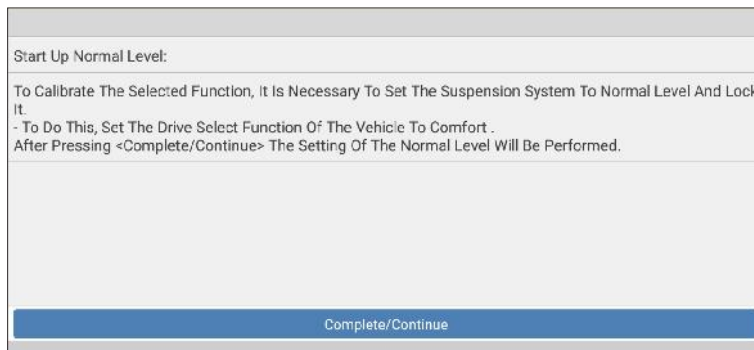 Start Up Normal Level:
To Calibrate The Selected Function, It Is Necessary To Set The Suspension System To Normal Level And Lock
It.
- To Do This, Set The Drive Select Function Of The Vehicle To Comfort .
After Pressing <Complete/Continue> The Setting Of The Normal Level Will Be Performed.
Complete/Continue